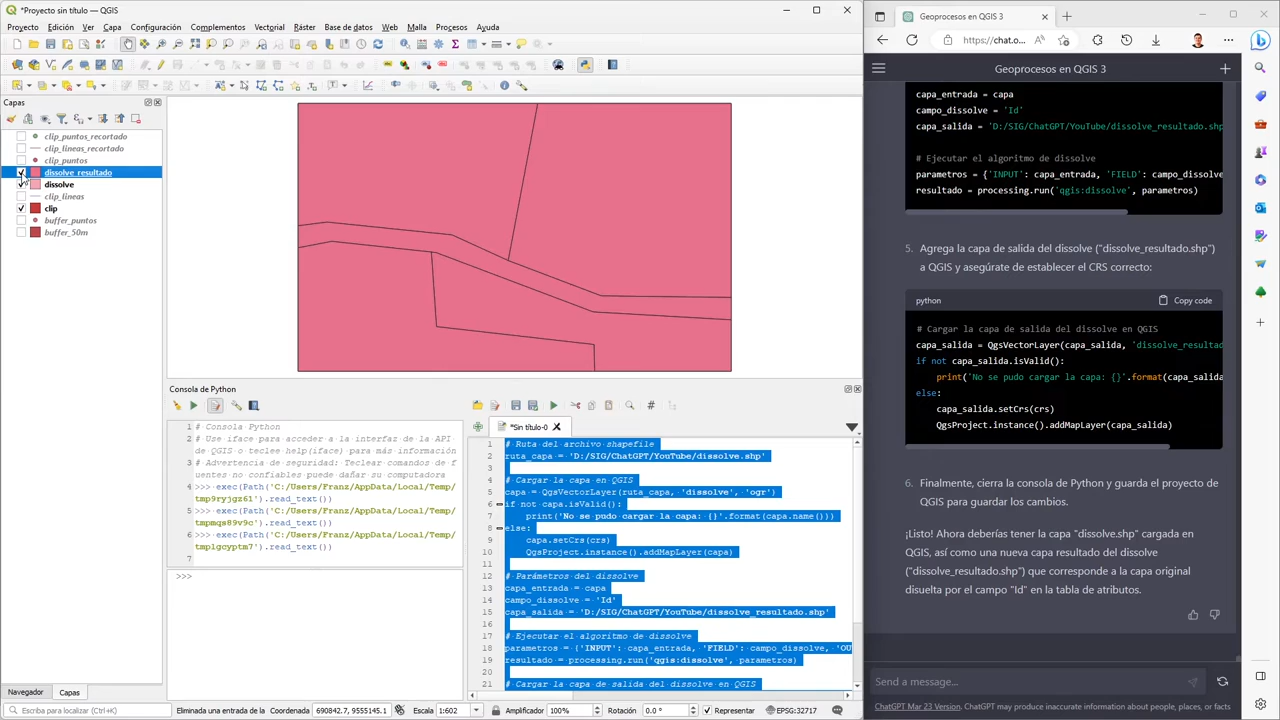 *Proyecto sin título — QGIS
Proyecto Edición Ver Capa Configuración Complementos Vectorial Ráster Base de datos Web Malla Procesos Ayuda
Capas
clip_puntos_recortado
clip_lineas_recortado
clip_puntos
dissolve_resultado
dissolve
clip_lineas
clip
buffer_puntos
buffer_50m
Navegador Capas
Consola de Python
1 # Consola Python
2 # Use iface para acceder a la interfaz de la API
de QGIS o teclee help(iface) para más información
3 # Advertencia de seguridad: Teclear comandos de
fuentes no confiables puede dañar su computadora
4 >>> exec(Path('C:/Users/Franz/AppData/Local/Temp/
tmp9ryjgz61').read_text())
5 >>> exec(Path('C:/Users/Franz/AppData/Local/Temp/
tmpmqs89v9c').read_text())
6 >>> exec(Path('C:/Users/Franz/AppData/Local/Temp/
tmplgcyptm7').read_text())
7
>>>
*Sin título-0
1 # Ruta del archivo shapefile
2 ruta_capa = 'D:/SIG/ChatGPT/YouTube/dissolve.shp'
3
4 # Cargar la capa en QGIS
5 capa = QgsVectorLayer(ruta_capa, 'dissolve', 'ogr')
6 if not capa.isValid():
7 print('No se pudo cargar la capa: {}'.format(capa.name()))
8 else:
9 capa.setCrs(crs)
10 QgsProject.instance().addMapLayer(capa)
11
12 # Parámetros del dissolve
13 capa_entrada = capa
14 campo_dissolve = 'Id'
15 capa_salida = 'D:/SIG/ChatGPT/YouTube/dissolve_resultado.shp'
16
17 # Ejecutar el algoritmo de dissolve
18 parametros = {'INPUT': capa_entrada, 'FIELD': campo_dissolve, 'OU
19 resultado = processing.run('qgis:dissolve', parametros)
20
21 # Cargar la capa de salida del dissolve en QGIS
Escriba para localizar (Ctrl+K) Eliminada una entrada de la Coordenada 690842.7, 9555145.1 Escala 1:602 Amplificador 100% Rotación 0.0 ° Representar EPSG:32717
Geoprocesos en QGIS 3
https://chat.o...
Geoprocesos en QGIS 3
capa_entrada = capa
campo_dissolve = 'Id'
capa_salida = 'D:/SIG/ChatGPT/YouTube/dissolve_resultado.shp
# Ejecutar el algoritmo de dissolve
parametros = {'INPUT': capa_entrada, 'FIELD': campo_dissolve
resultado = processing.run('qgis:dissolve', parametros)
5. Agrega la capa de salida del dissolve ("dissolve_resultado.shp")
a QGIS y asegúrate de establecer el CRS correcto:
python Copy code
# Cargar la capa de salida del dissolve en QGIS
capa_salida = QgsVectorLayer(capa_salida, 'dissolve_resultad
if not capa_salida.isValid():
print('No se pudo cargar la capa: {}'.format(capa_salida
else:
capa_salida.setCrs(crs)
QgsProject.instance().addMapLayer(capa_salida)
6. Finalmente, cierra la consola de Python y guarda el proyecto de
QGIS para guardar los cambios.
¡Listo! Ahora deberías tener la capa "dissolve.shp" cargada en
QGIS, así como una nueva capa resultado del dissolve
("dissolve_resultado.shp") que corresponde a la capa original
disuelta por el campo "Id" en la tabla de atributos.
Send a message...
ChatGPT Mar 23 Version. ChatGPT may produce inaccurate information about people, places, or facts